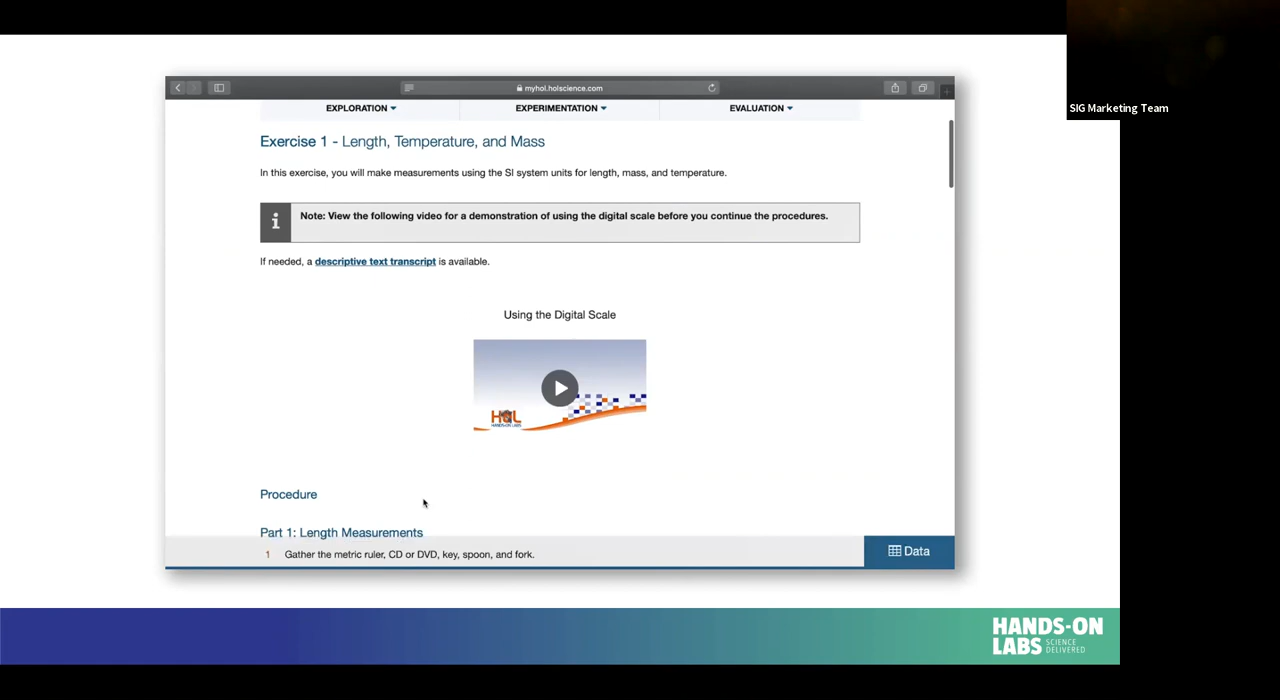 myhol.holscience.com
SIG Marketing Team
EXPLORATION EXPERIMENTATION EVALUATION
Exercise 1 - Length, Temperature, and Mass
In this exercise, you will make measurements using the SI system units for length, mass, and temperature.
i Note: View the following video for a demonstration of using the digital scale before you continue the procedures.
If needed, a descriptive text transcript is available.
Using the Digital Scale
HOL
HANDS-ON LABS
Procedure
Part 1: Length Measurements
1 Gather the metric ruler, CD or DVD, key, spoon, and fork.
Data
HANDS-ON
LABS SCIENCE
DELIVERED